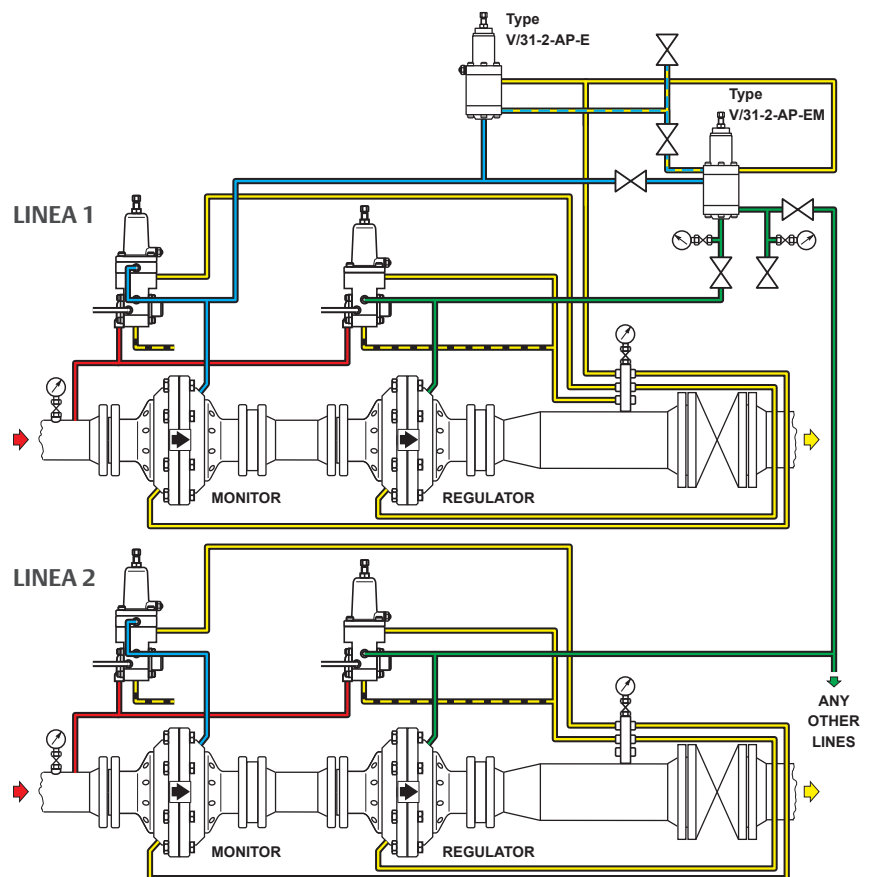 Type
V/31-2-AP-E
Type
V/31-2-AP-EM
LINEA 1
MONITOR
REGULATOR
LINEA 2
ANY
OTHER
LINES
MONITOR
REGULATOR